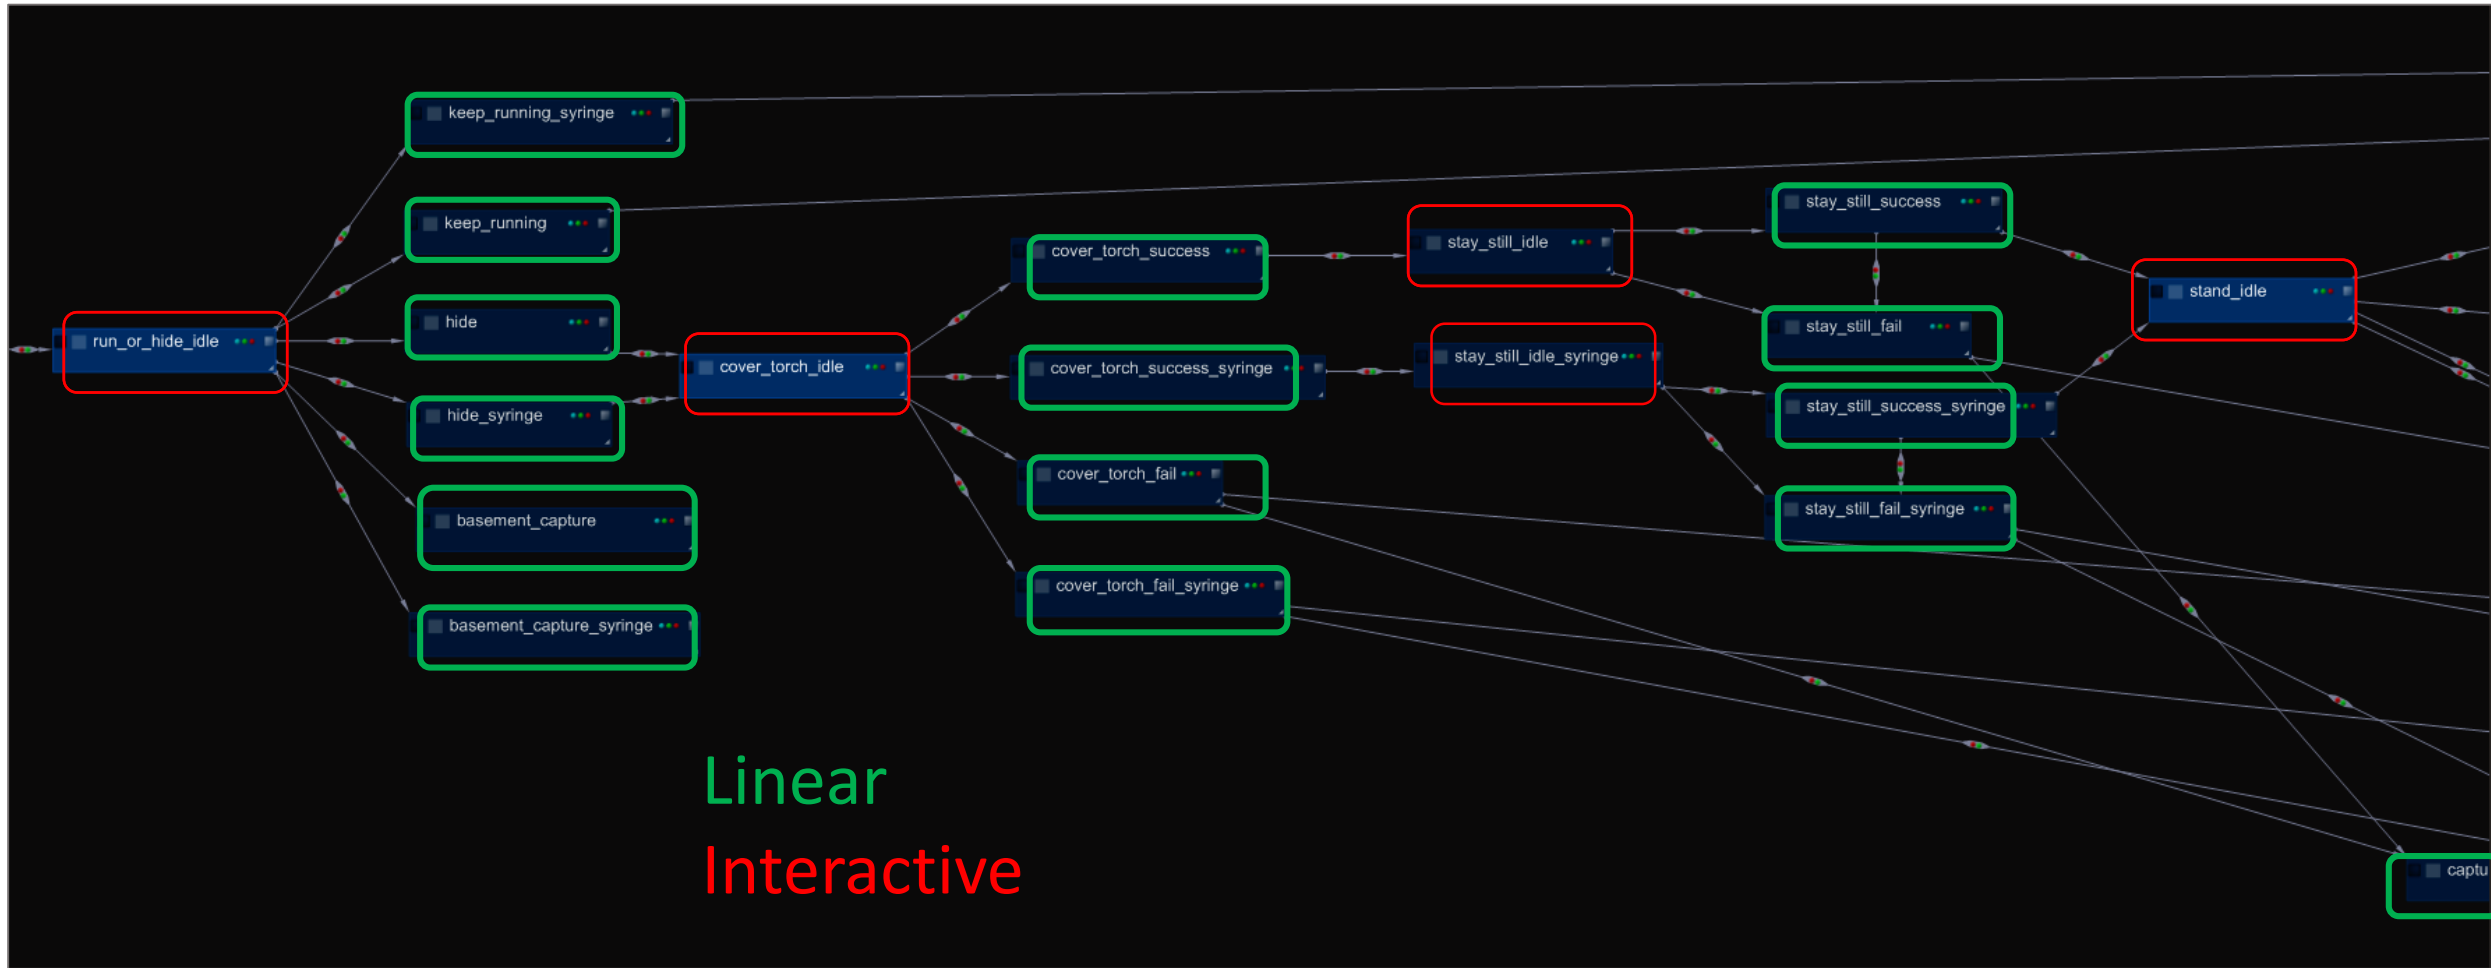 keep_running_syringe
keep_running
hide
run_or_hide_idle
hide_syringe
basement_capture
basement_capture_syringe
cover_torch_idle
cover_torch_success
cover_torch_success_syringe
cover_torch_fail
cover_torch_fail_syringe
stay_still_idle
stay_still_idle_syringe
stay_still_success
stay_still_fail
stay_still_success_syringe
stay_still_fail_syringe
stand_idle
captu
Linear
Interactive